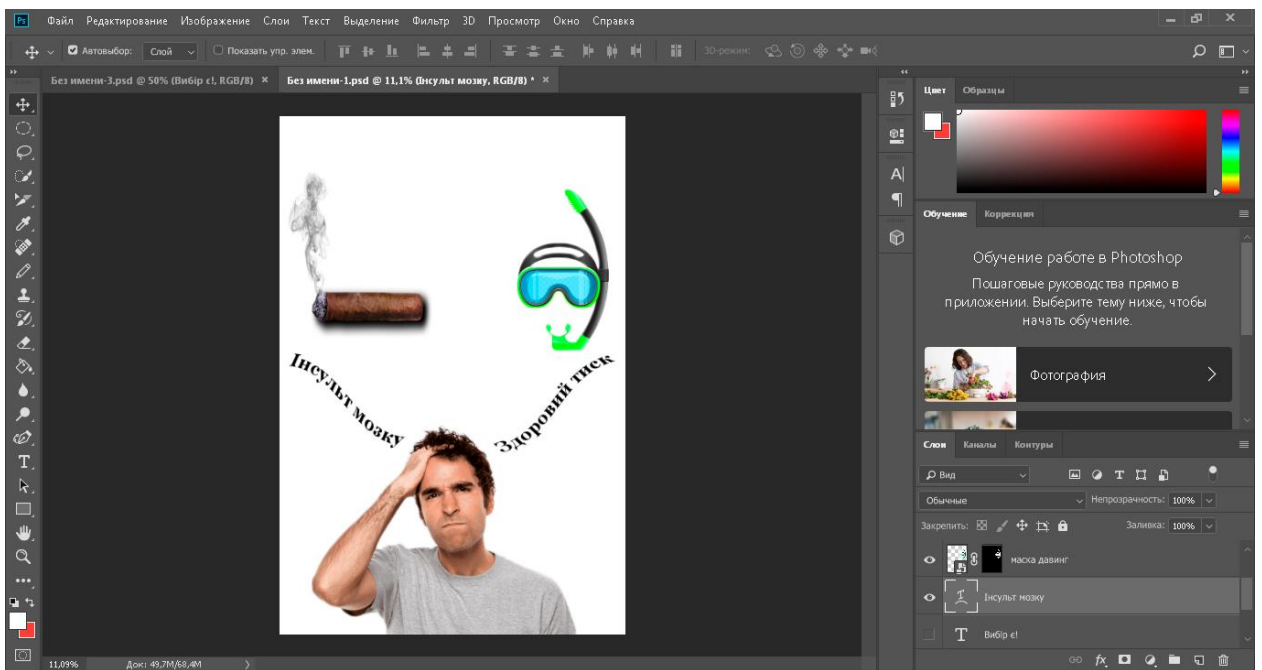 Ps Файл Редактирование Изображение Слои Текст Выделение Фильтр 3D Просмотр Окно Справка
Автовыбор: Слой Показать упр. элем. 3D-режим:
Без имени-3.psd @ 50% (Вибір є!, RGB/8) × Без имени-1.psd @ 11,1% (Інсульт мозку, RGB/8) * ×
Цвет Образцы
Обучение Коррекция
Обучение работе в Photoshop
Пошаговые руководства прямо в
приложении. Выберите тему ниже, чтобы
начать обучение.
Фотография
Інсульт мозку
Здоровий тиск
Слои Каналы Контуры
Вид
Обычные Непрозрачность: 100%
Закрепить: Заливка: 100%
маска давинг
Інсульт мозку
T Вибір є!
fx
11,09% Док: 49,7M/68,4M